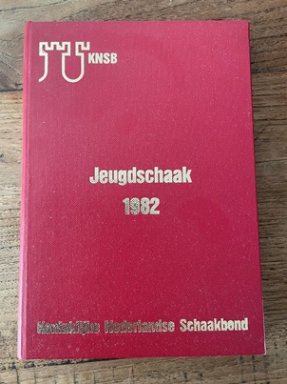 KNSB
Jeugdschaak
1982
Koninklijke Nederlandse Schaakbond